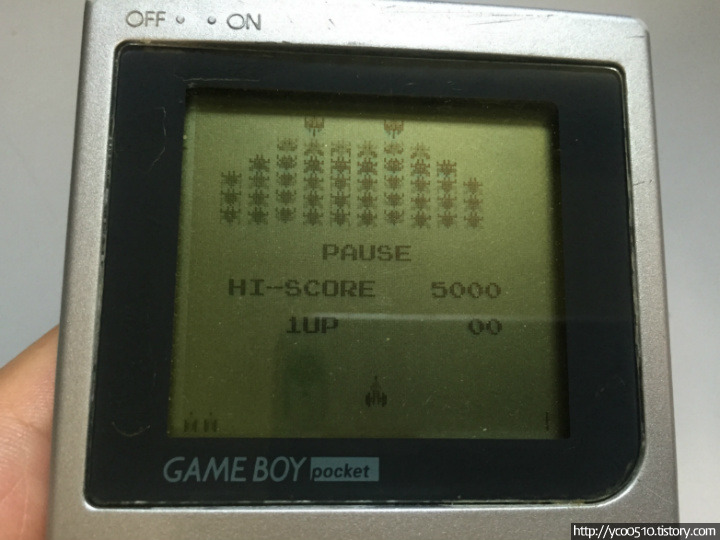 OFF ON
PAUSE
HI-SCORE 5000
1UP 00
GAME BOY pocket
http://yco0510.tistory.com